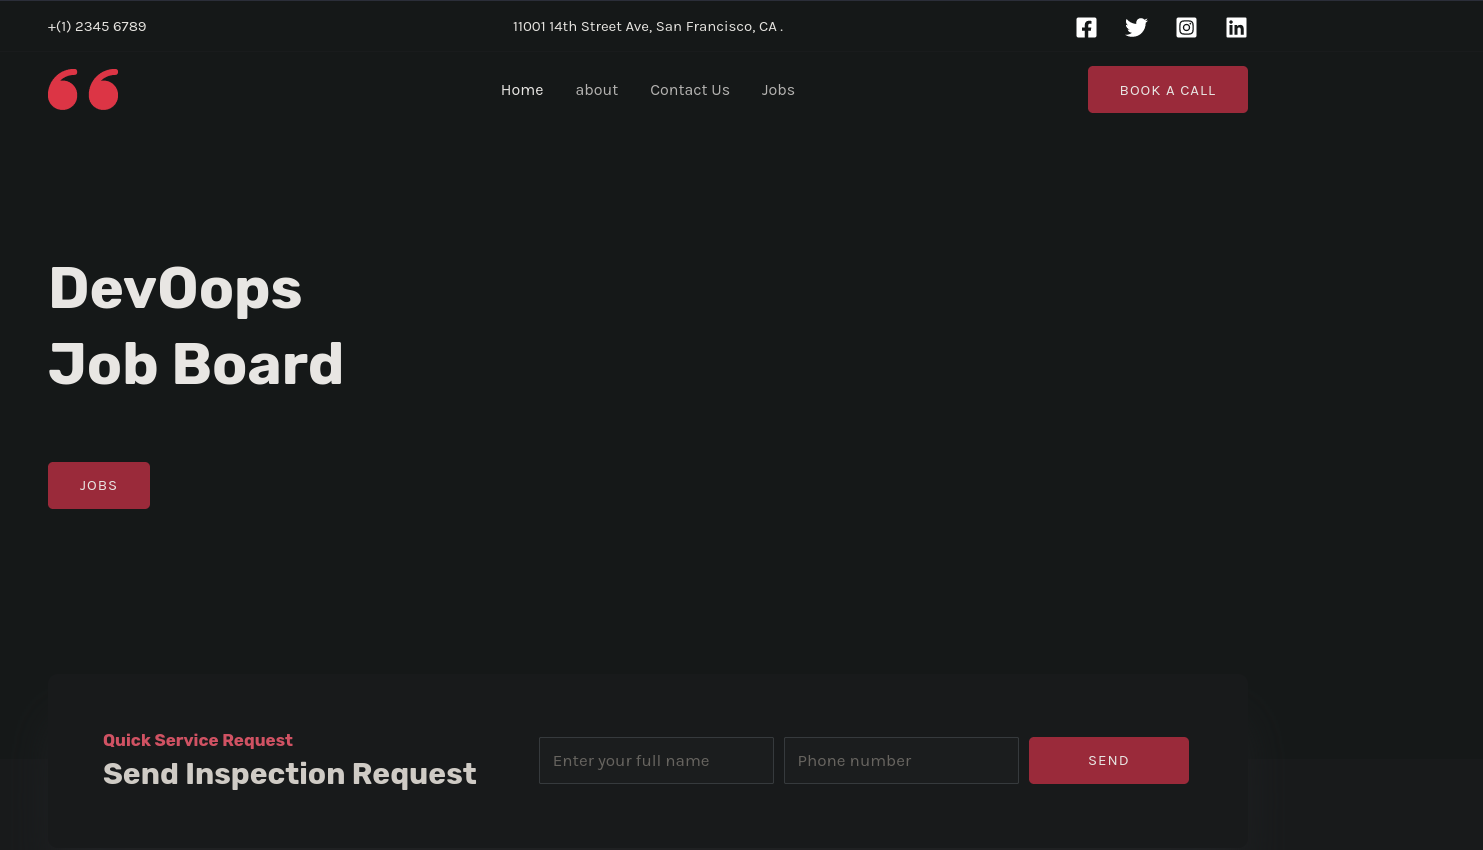 +(1) 2345 6789
11001 14th Street Ave, San Francisco, CA .
Home
about
Contact Us
Jobs
BOOK A CALL
DevOops
Job Board
JOBS
Quick Service Request
Send Inspection Request
Enter your full name
Phone number
SEND